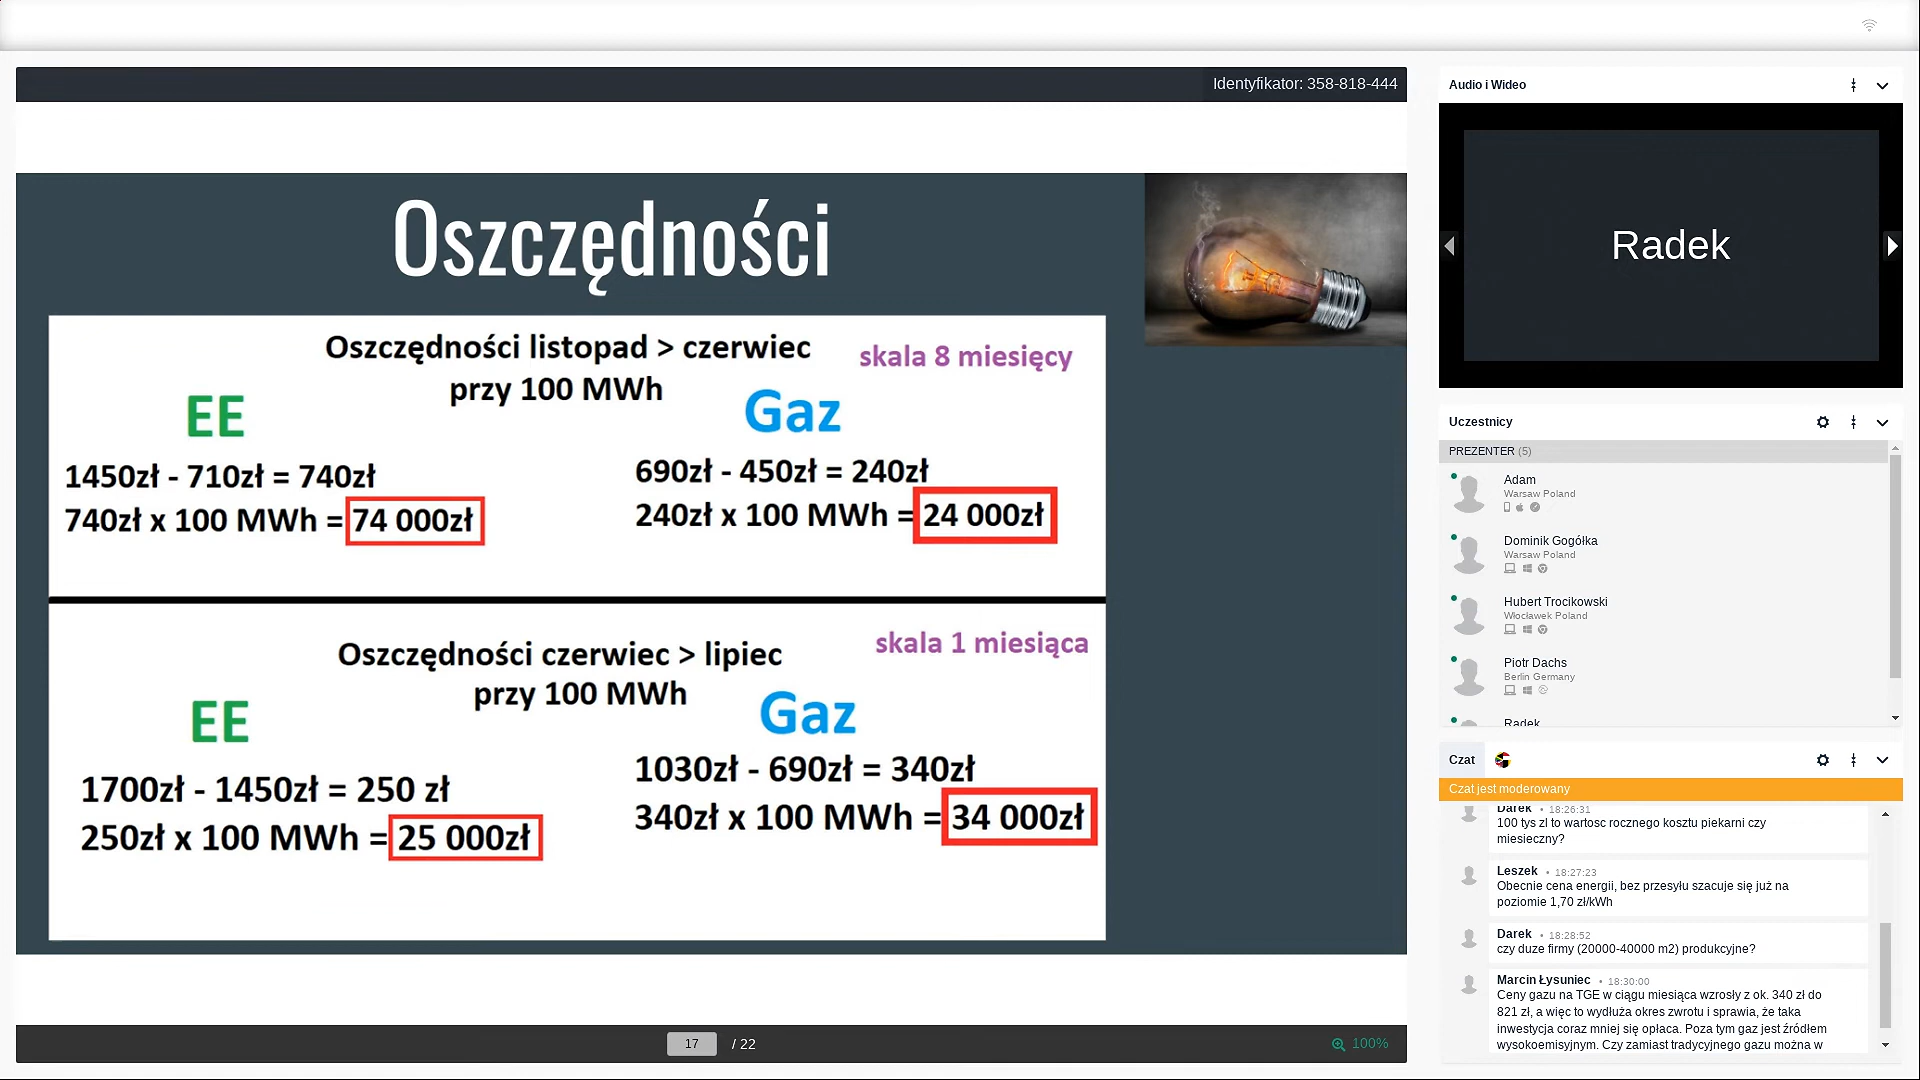 Identyfikator: 358-818-444
Oszczędności
Oszczędności listopad > czerwiec
przy 100 MWh
skala 8 miesięcy
EE
1450zł - 710zł = 740zł
740zł x 100 MWh = 74 000zł
Gaz
690zł - 450zł = 240zł
240zł x 100 MWh = 24 000zł
Oszczędności czerwiec > lipiec
przy 100 MWh
skala 1 miesiąca
EE
1700zł - 1450zł = 250 zł
250zł x 100 MWh = 25 000zł
Gaz
1030zł - 690zł = 340zł
340zł x 100 MWh = 34 000zł
17 / 22
100%
Audio i Wideo
Radek
Uczestnicy
PREZENTER (5)
Adam
Warsaw Poland
Dominik Gogółka
Warsaw Poland
Hubert Trocikowski
Włocławek Poland
Piotr Dachs
Berlin Germany
Radek
Czat
Czat jest moderowany
Darek • 18:26:31
100 tys zl to wartosc rocznego kosztu piekarni czy
miesieczny?
Leszek • 18:27:23
Obecnie cena energii, bez przesyłu szacuje się już na
poziomie 1,70 zł/kWh
Darek • 18:28:52
czy duze firmy (20000-40000 m2) produkcyjne?
Marcin Łysuniec • 18:30:00
Ceny gazu na TGE w ciągu miesiąca wzrosły z ok. 340 zł do
821 zł, a więc to wydłuża okres zwrotu i sprawia, że taka
inwestycja coraz mniej się opłaca. Poza tym gaz jest źródłem
wysokoemisyjnym. Czy zamiast tradycyjnego gazu można w